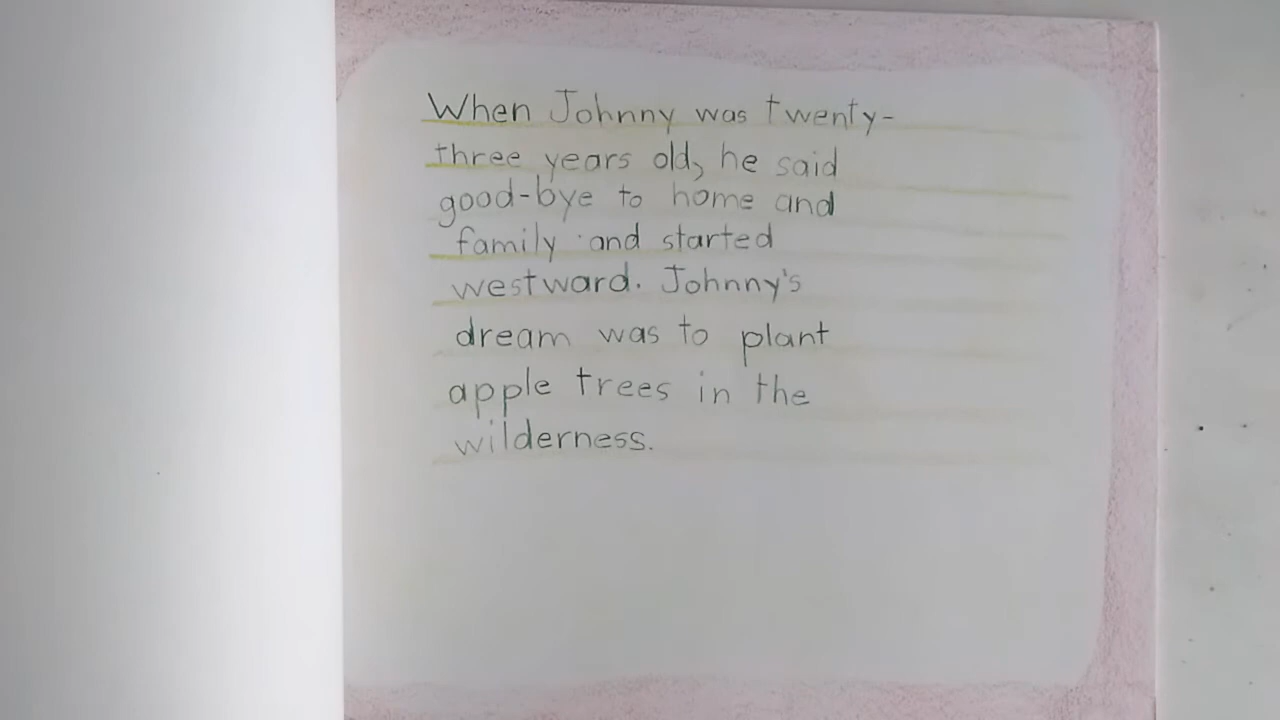 When Johnny was twenty-
three years old, he said
good-bye to home and
family and started
westward. Johnny's
dream was to plant
apple trees in the
wilderness.